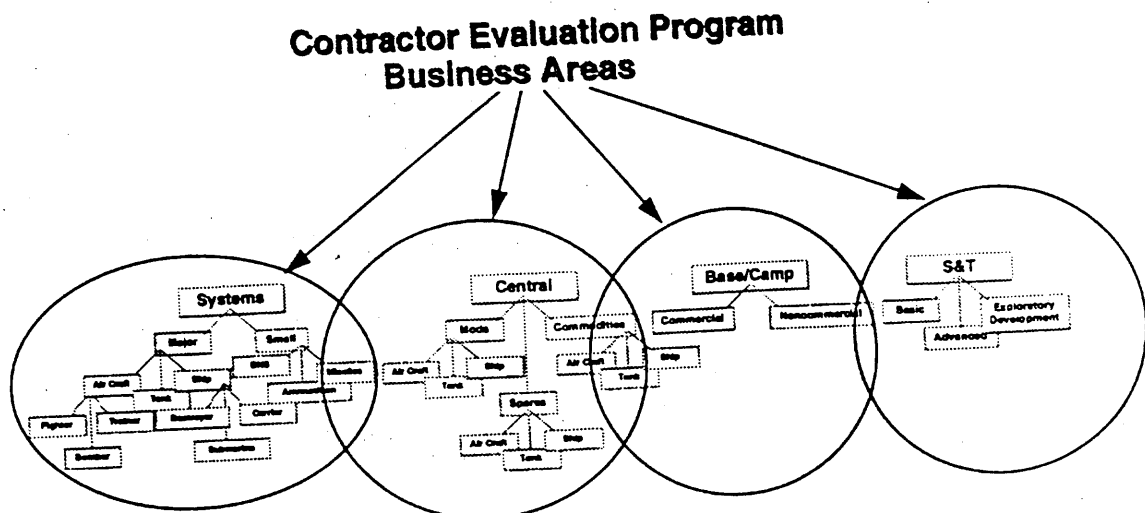 Contractor Evaluation Program
Business Areas
Systems
Major
Small
Air Craft
Tank
Ship
Missiles
Ammunition
Fighter
Trainer
Destroyer
Carrier
Bomber
Submarine
Central
Mods
Commodities
Air Craft
Tank
Ship
Air Craft
Tank
Ship
Spares
Air Craft
Tank
Ship
Base/Camp
Commercial
Noncommercial
S&T
Basic
Exploratory
Development
Advanced